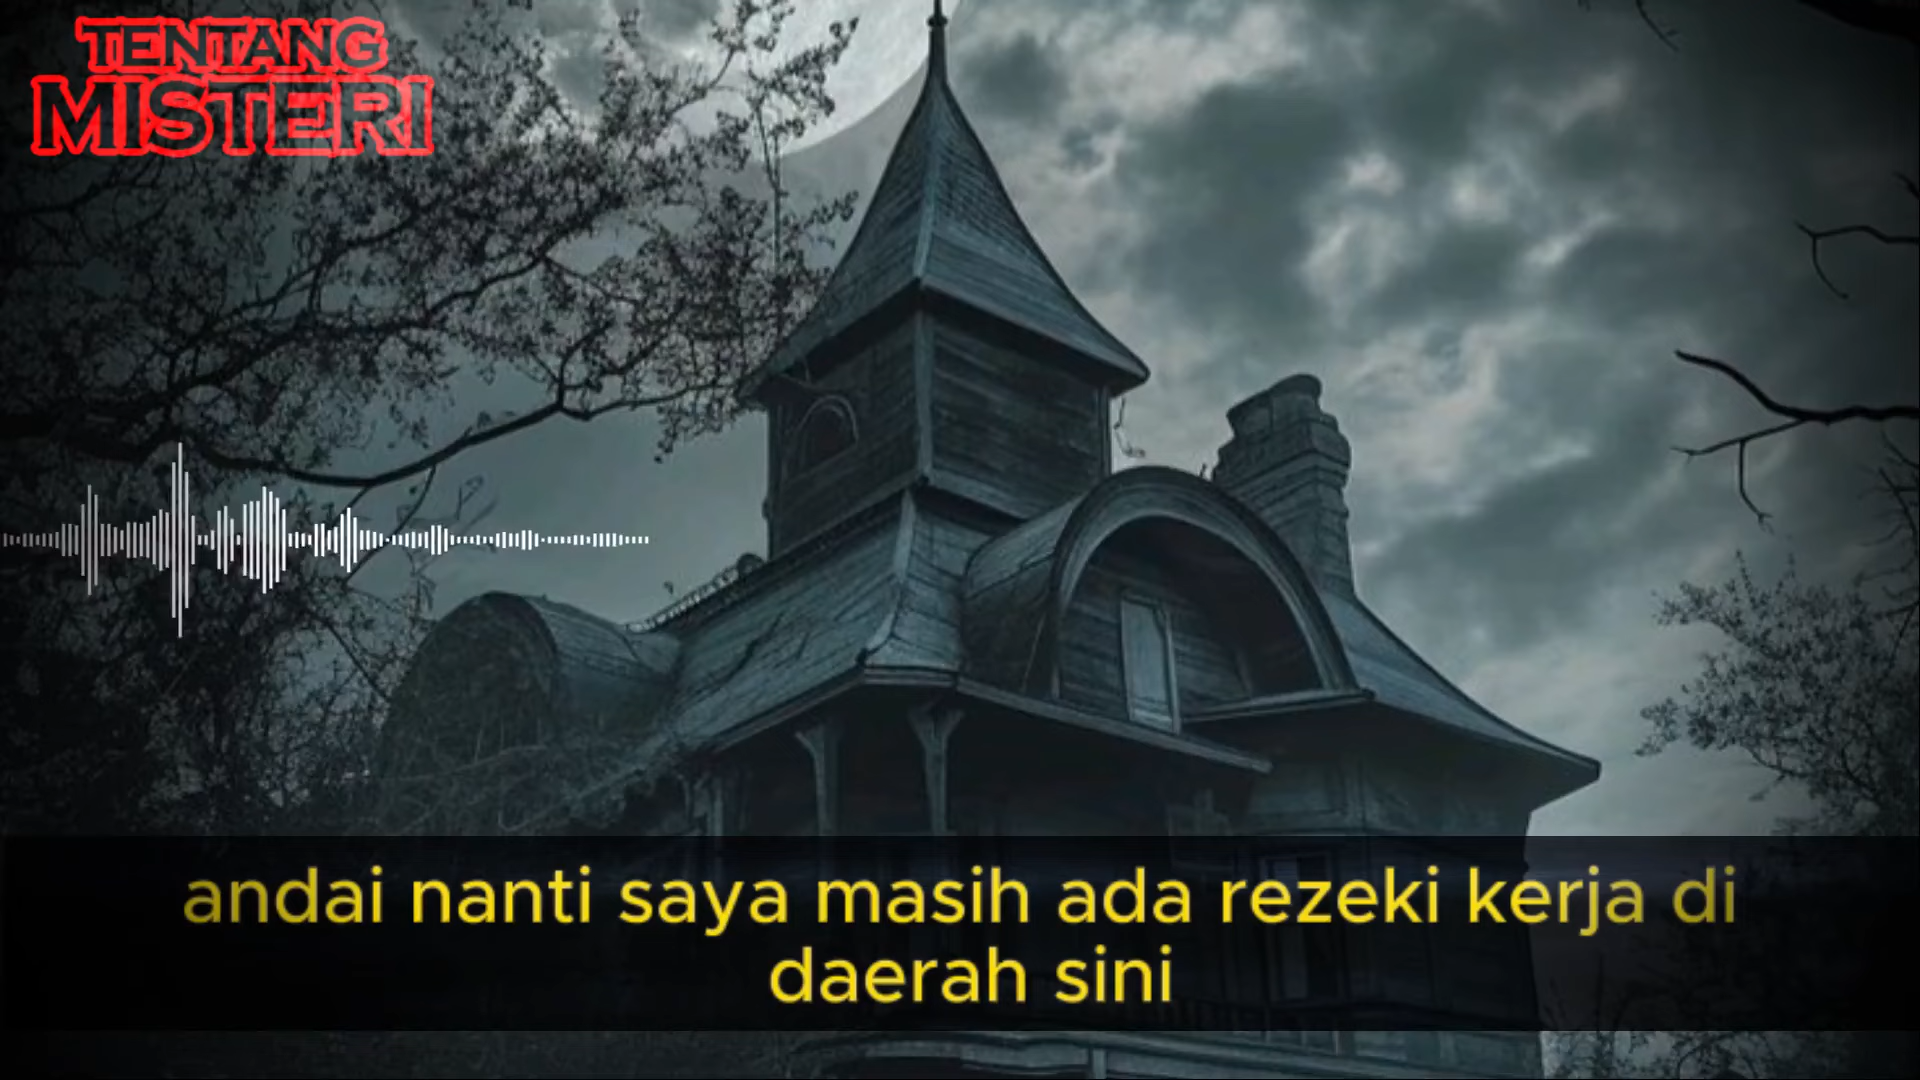 TENTANG
MISTERI
andai nanti saya masih ada rezeki kerja di
daerah sini